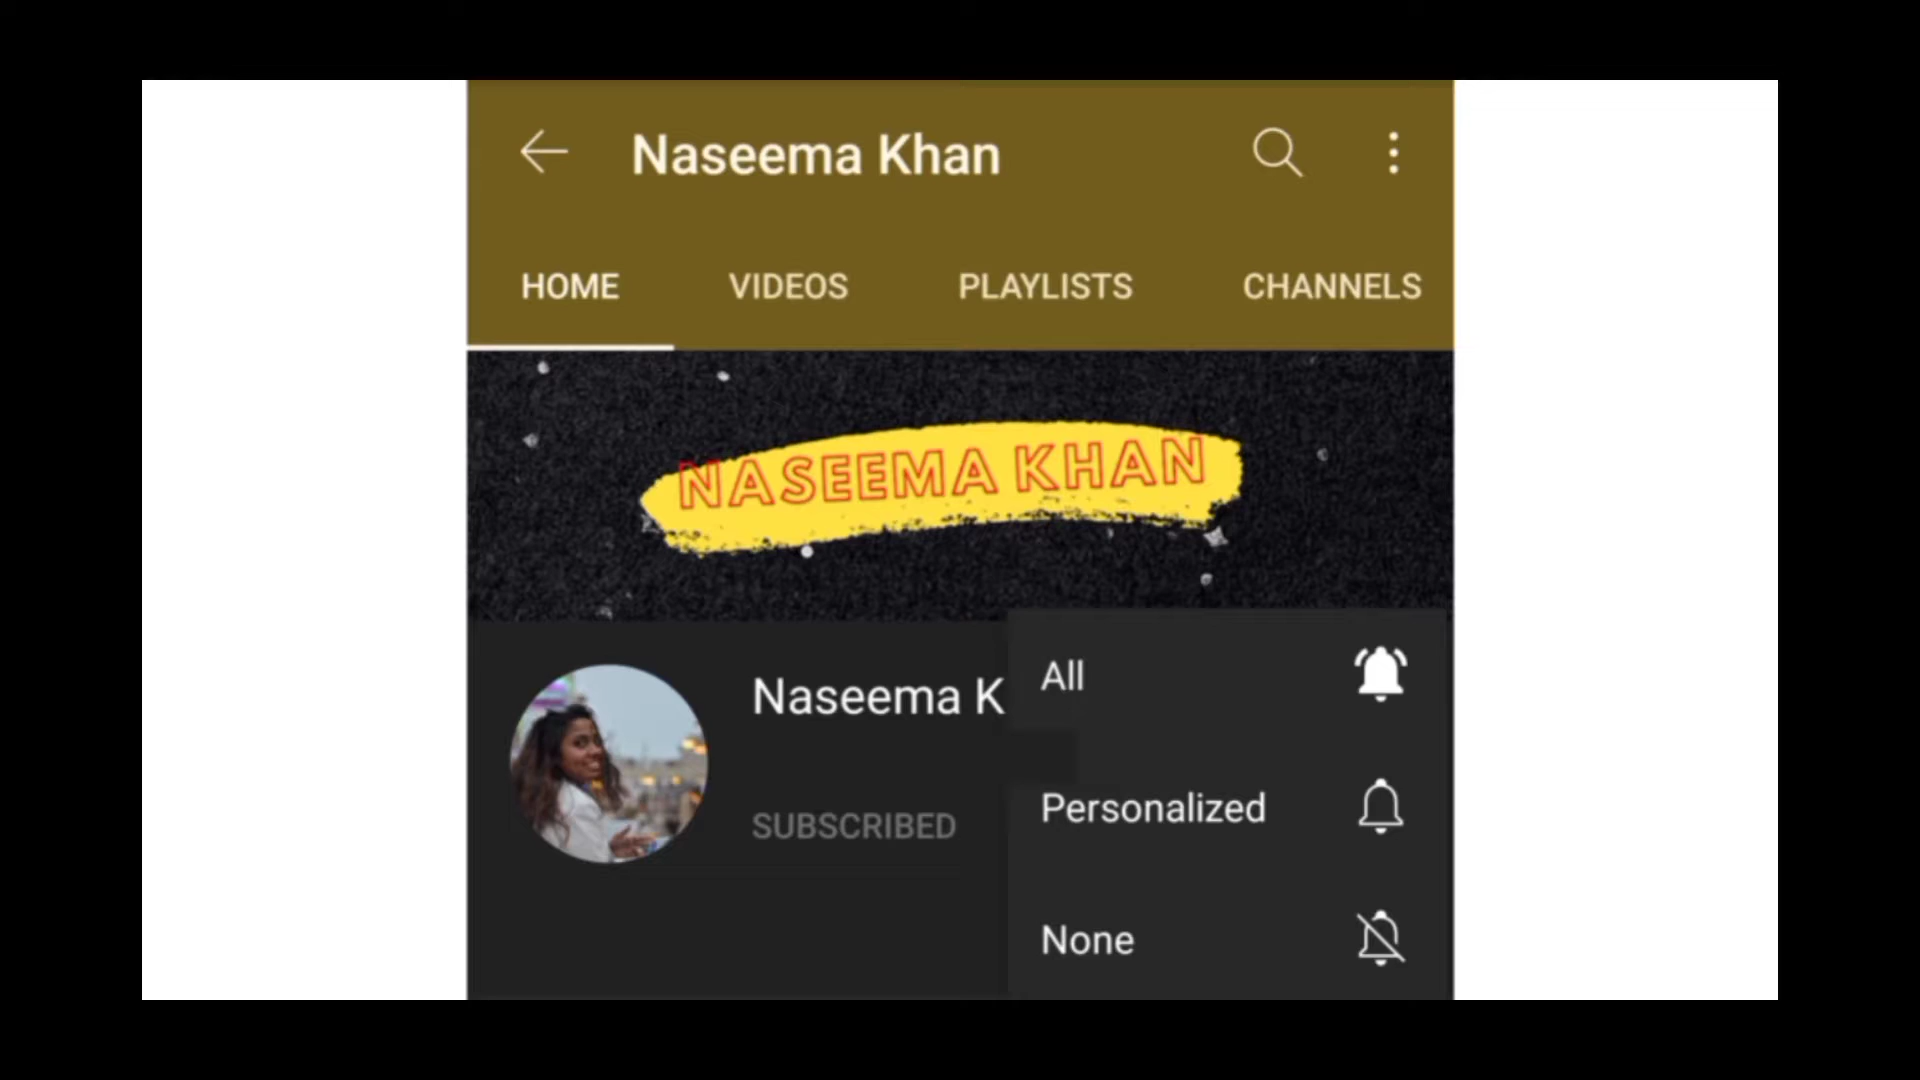 Naseema Khan
HOME VIDEOS PLAYLISTS CHANNELS
NASEEMA KHAN
Naseema K
SUBSCRIBED
All
Personalized
None